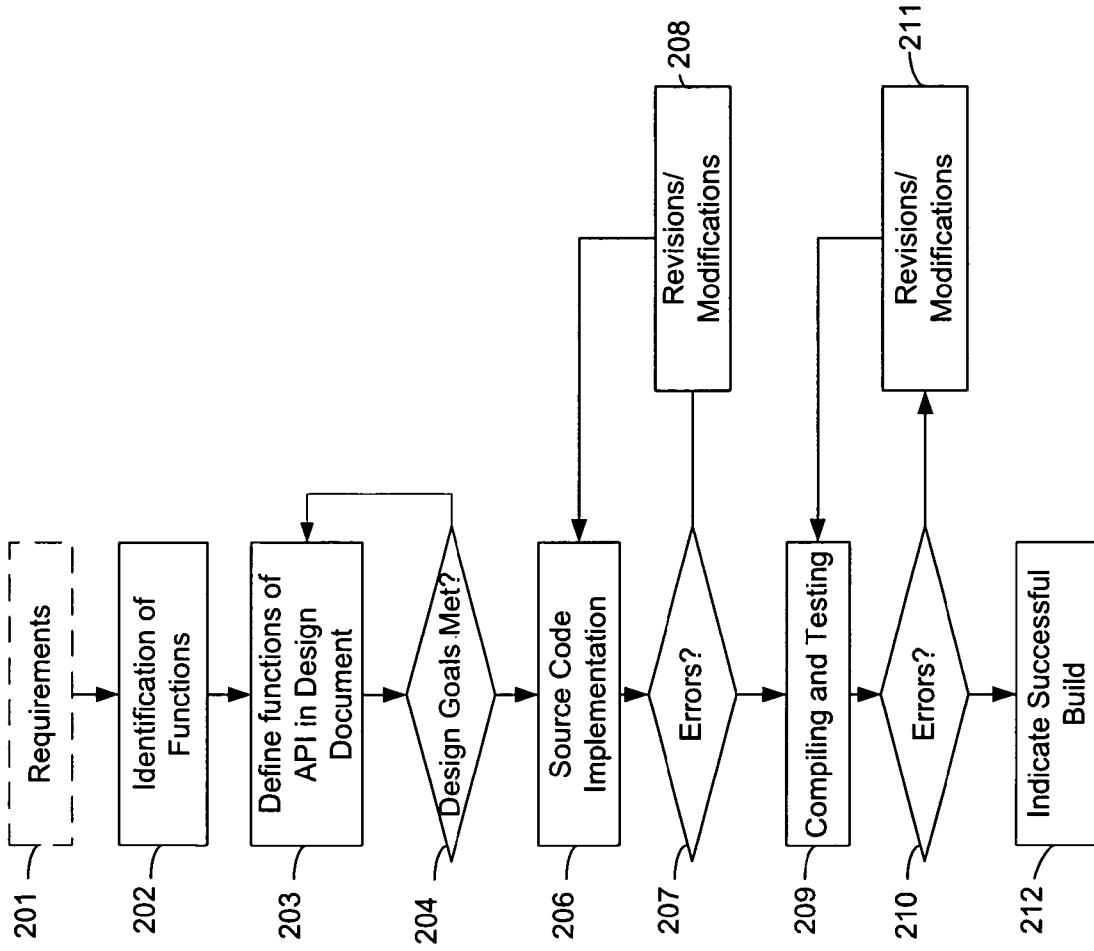 201
Requirements
202
Identification of
Functions
203
Define functions of
API in Design
Document
204
Design Goals Met?
206
Source Code
Implementation
207
Errors?
208
Revisions/
Modifications
209
Compiling and Testing
210
Errors?
211
Revisions/
Modifications
212
Indicate Successful
Build